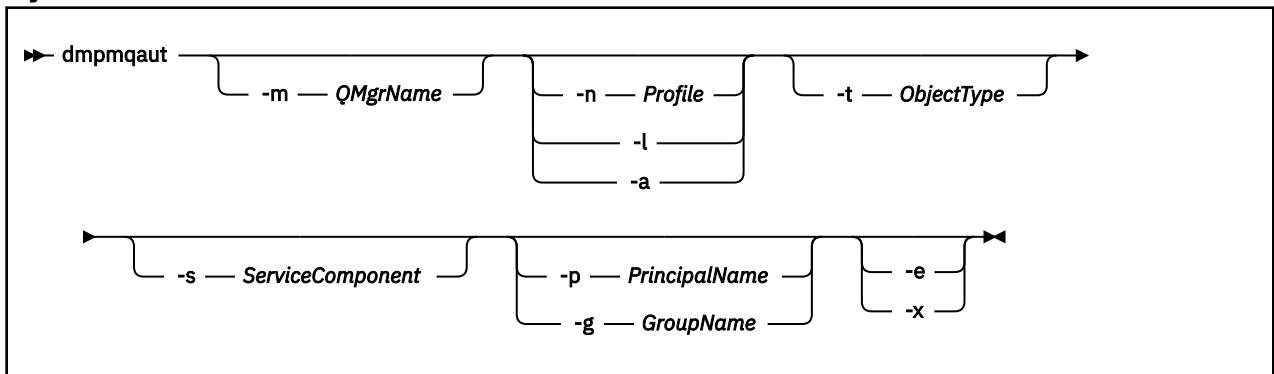 dmpmqaut
-m QMgrName
-n Profile
-l
-a
-t ObjectType
-s ServiceComponent
-p PrincipalName
-g GroupName
-e
-x